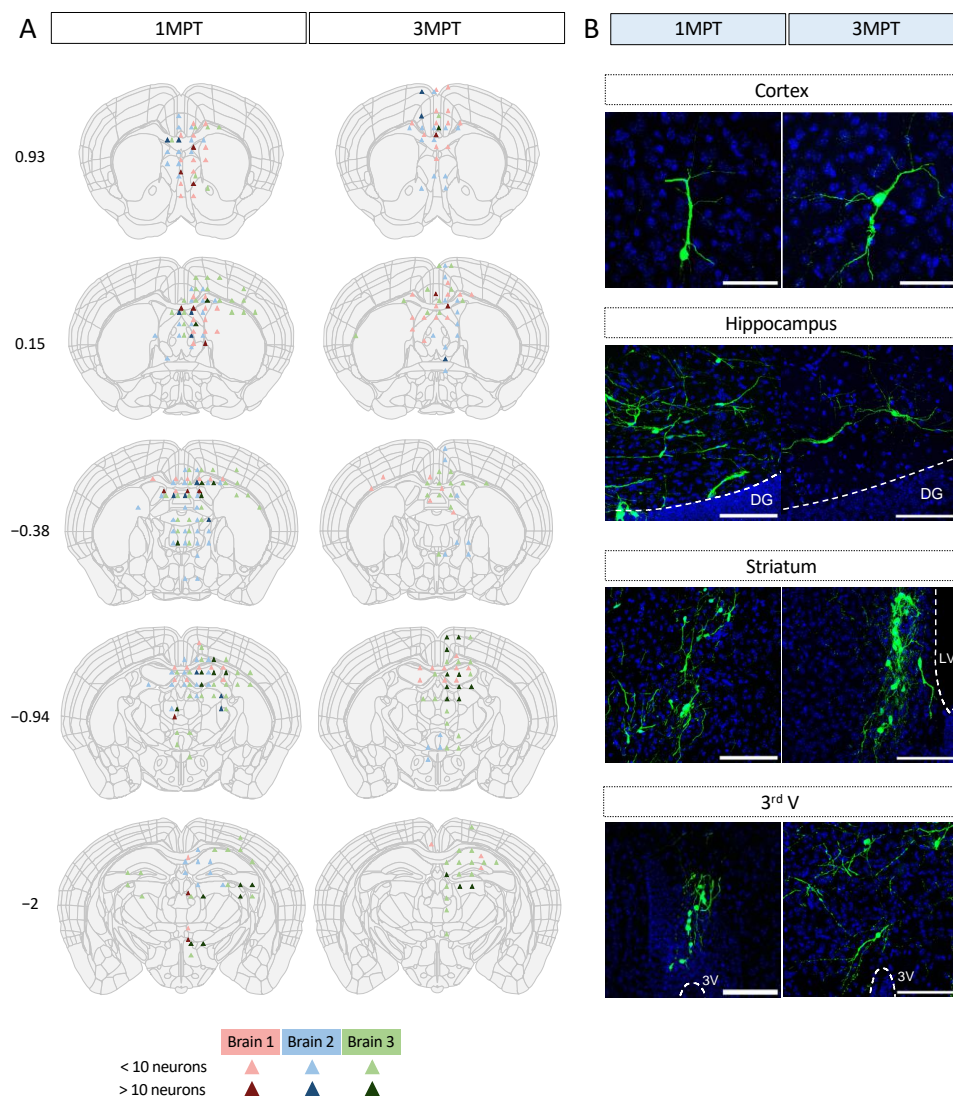 A
1MPT
3MPT
0.93
0.15
−0.38
−0.94
−2
Brain 1
Brain 2
Brain 3
< 10 neurons
> 10 neurons
B
1MPT
3MPT
Cortex
Hippocampus
DG
DG
Striatum
LV
3rd V
3V
3V